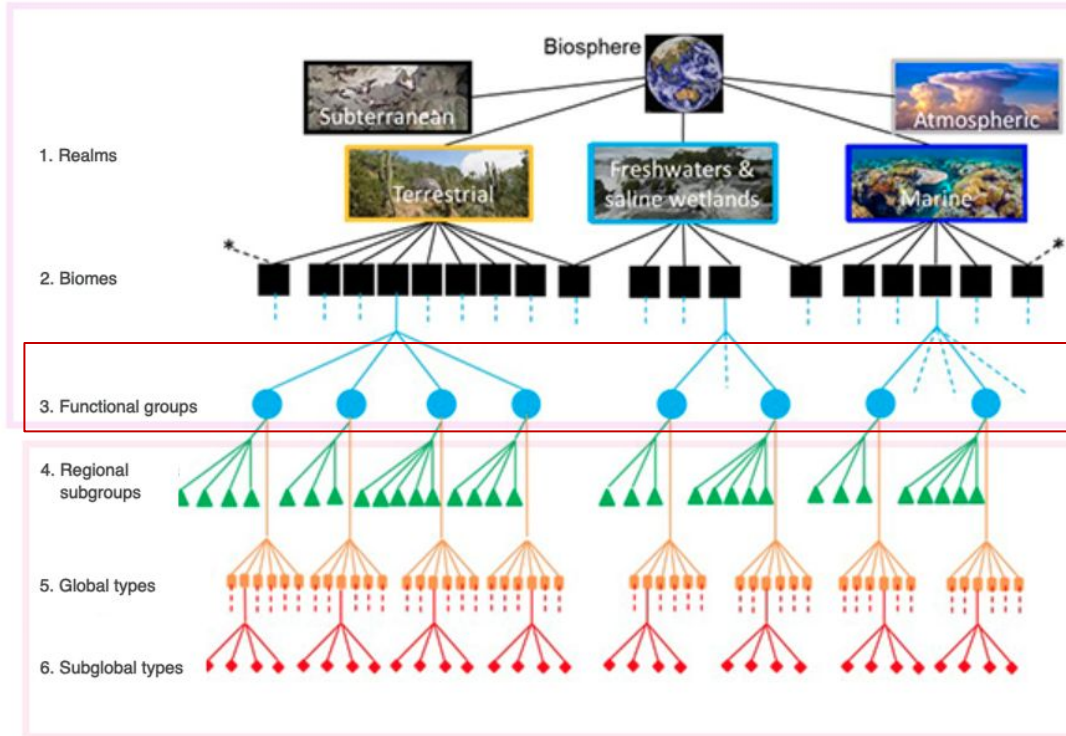 Biosphere
Subterranean
Atmospheric
1. Realms
Terrestrial
Freshwaters &
saline wetlands
Marine
*
*
2. Biomes
3. Functional groups
4. Regional
subgroups
5. Global types
6. Subglobal types